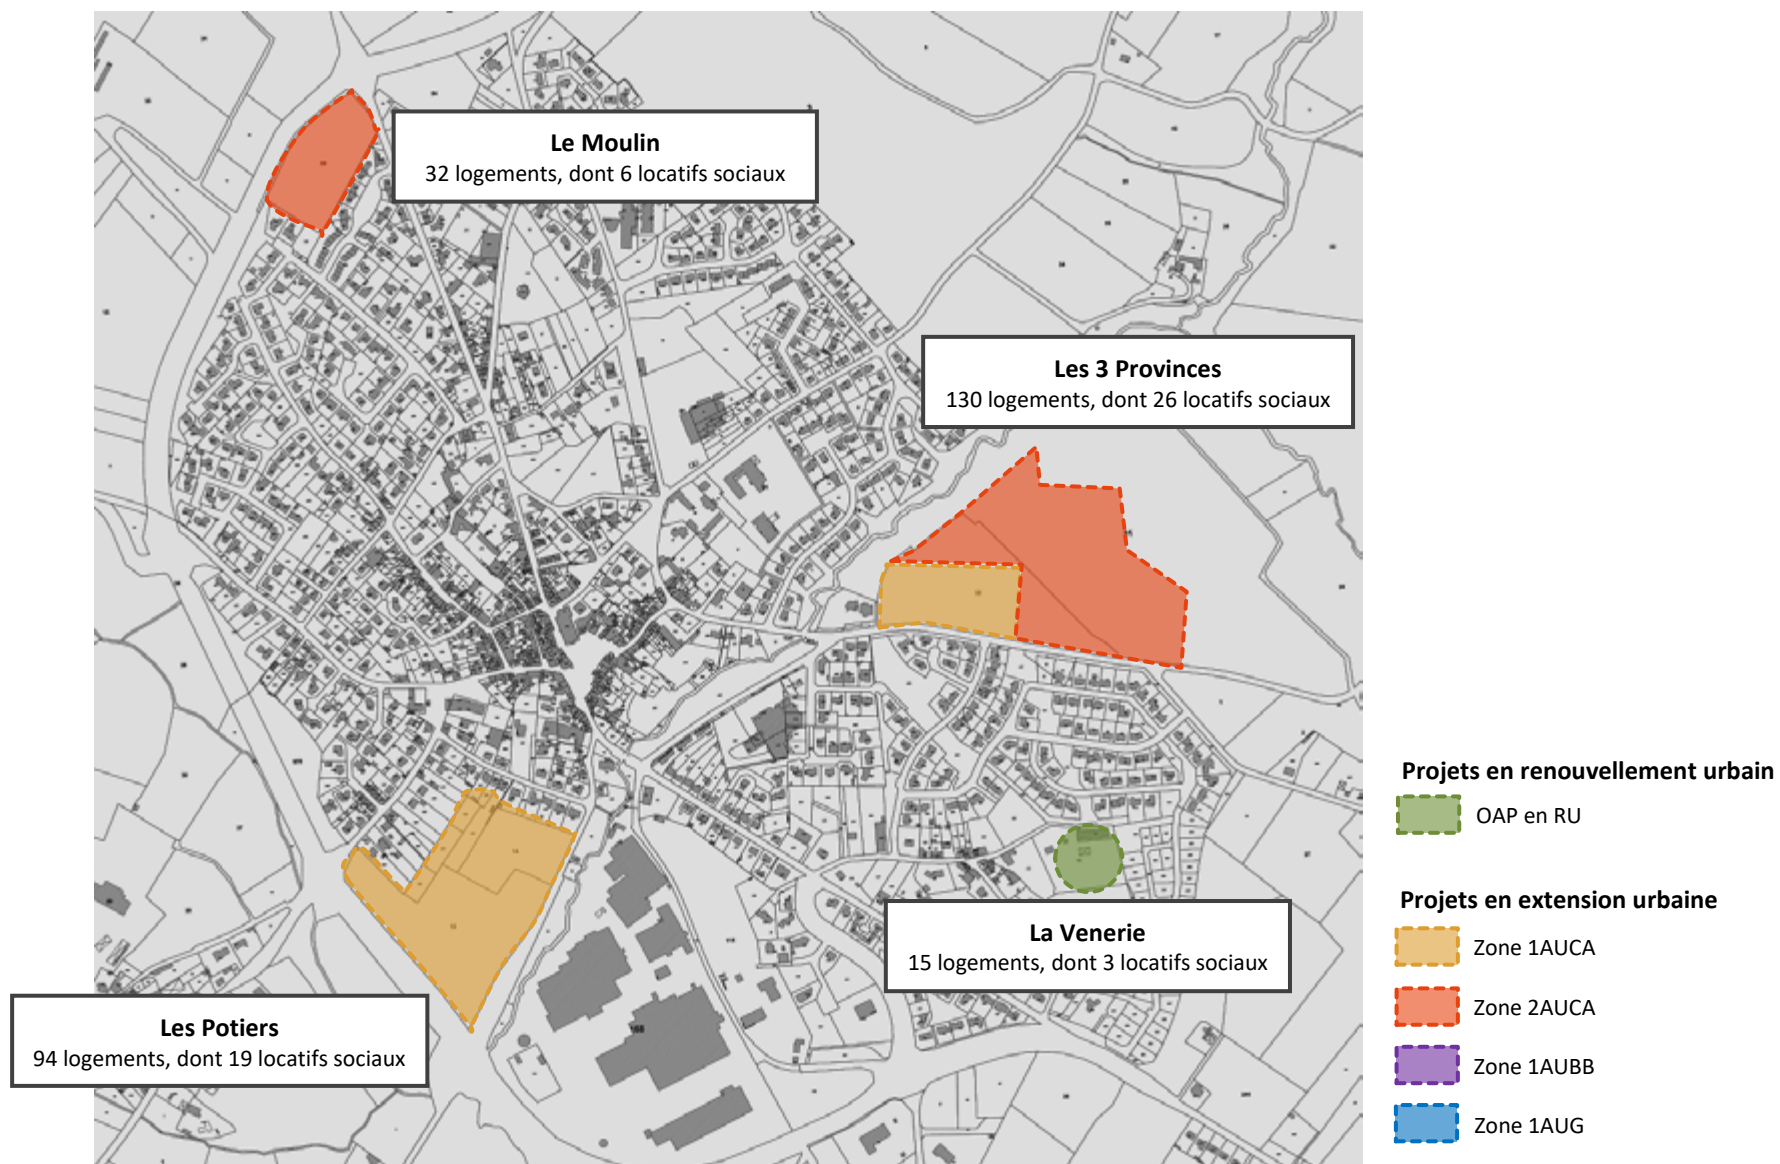 Le Moulin
32 logements, dont 6 locatifs sociaux
Les 3 Provinces
130 logements, dont 26 locatifs sociaux
La Venerie
15 logements, dont 3 locatifs sociaux
Les Potiers
94 logements, dont 19 locatifs sociaux
Projets en renouvellement urbain
OAP en RU
Projets en extension urbaine
Zone 1AUCA
Zone 2AUCA
Zone 1AUBB
Zone 1AUG